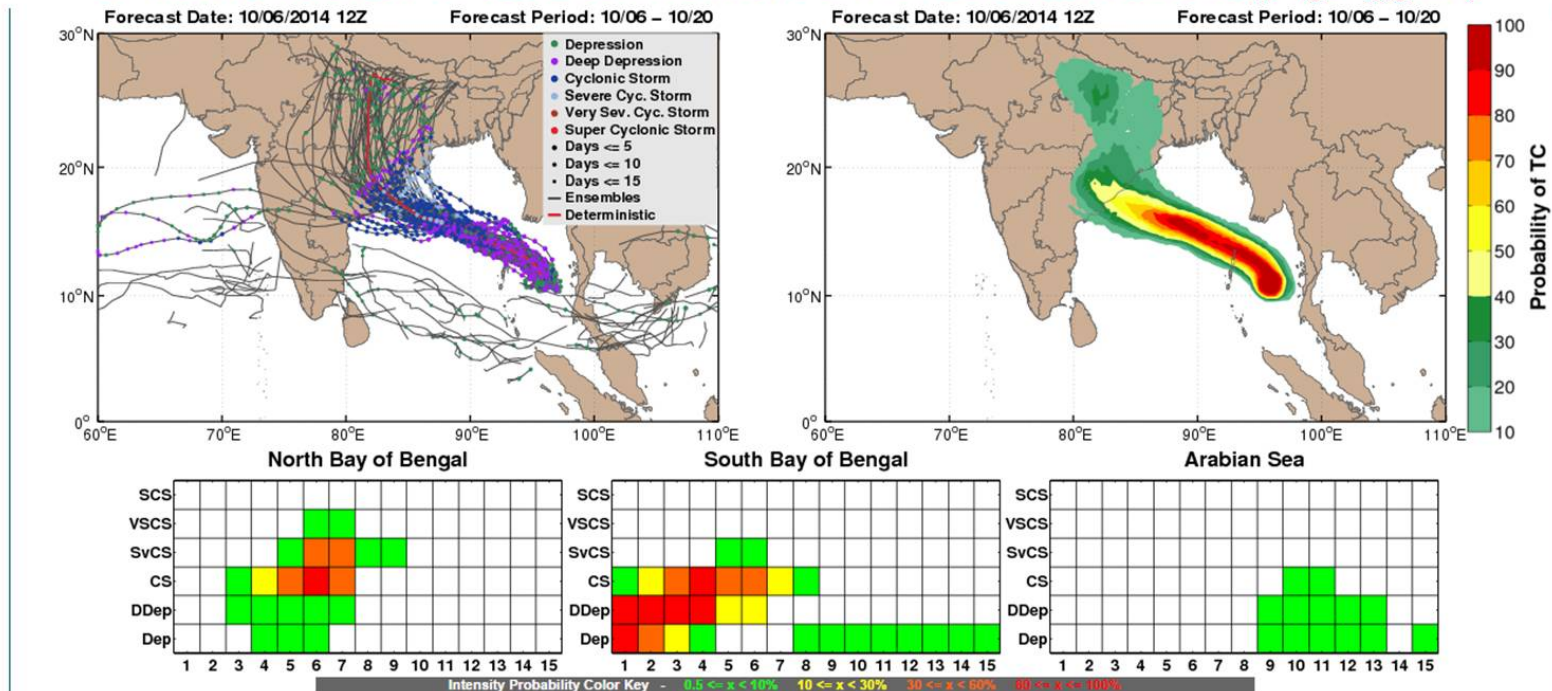 Forecast Date: 10/06/2014 12Z Forecast Period: 10/06 – 10/20
30°N
20°N
10°N
0°
60°E 70°E 80°E 90°E 100°E 110°E
Depression
Deep Depression
Cyclonic Storm
Severe Cyc. Storm
Very Sev. Cyc. Storm
Super Cyclonic Storm
Days <= 5
Days <= 10
Days <= 15
Ensembles
Deterministic
Forecast Date: 10/06/2014 12Z Forecast Period: 10/06 – 10/20
30°N
20°N
10°N
0°
60°E 70°E 80°E 90°E 100°E 110°E
100
90
80
70
60
50
40
30
20
10
Probability of TC
North Bay of Bengal
SCS
VSCS
SvCS
CS
DDep
Dep
1 2 3 4 5 6 7 8 9 10 11 12 13 14 15
South Bay of Bengal
SCS
VSCS
SvCS
CS
DDep
Dep
1 2 3 4 5 6 7 8 9 10 11 12 13 14 15
Arabian Sea
SCS
VSCS
SvCS
CS
DDep
Dep
1 2 3 4 5 6 7 8 9 10 11 12 13 14 15
Intensity Probability Color Key - 0.5 <= x < 10% 10 <= x < 30% 30 <= x < 60% 60 <= x <= 100%